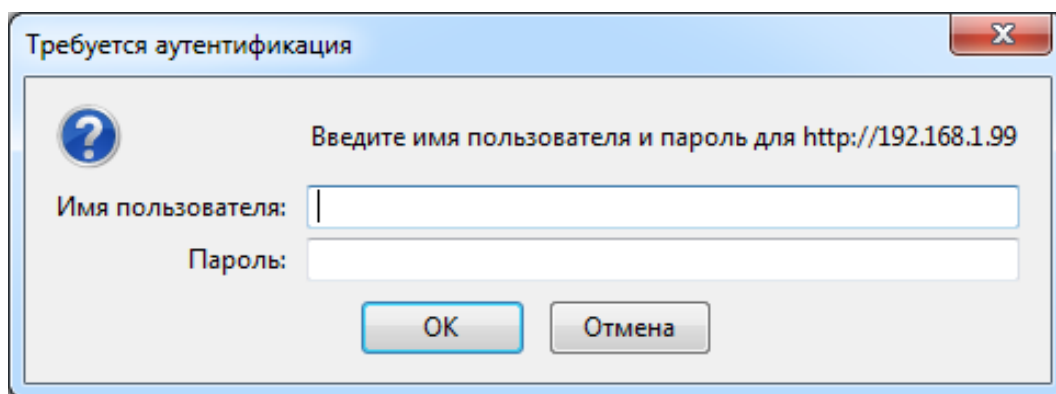 Требуется аутентификация
Введите имя пользователя и пароль для http://192.168.1.99
Имя пользователя:
Пароль:
OK
Отмена